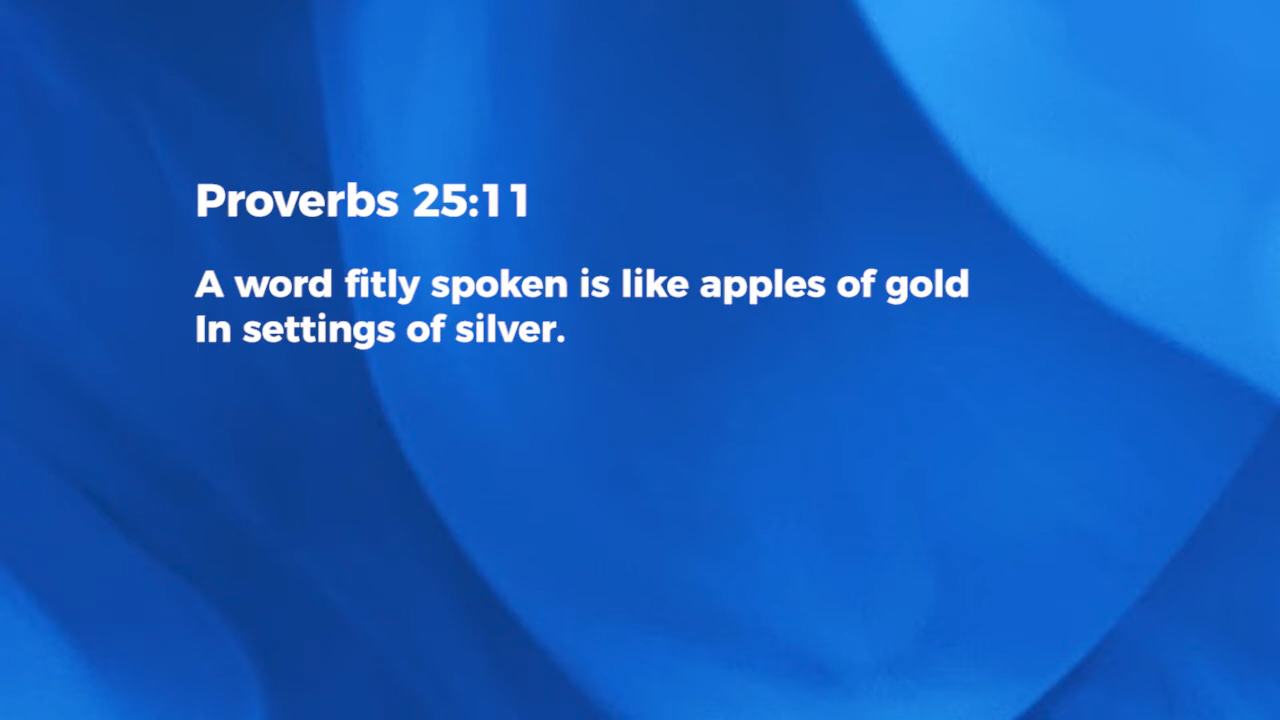 Proverbs 25:11
A word fitly spoken is like apples of gold
In settings of silver.